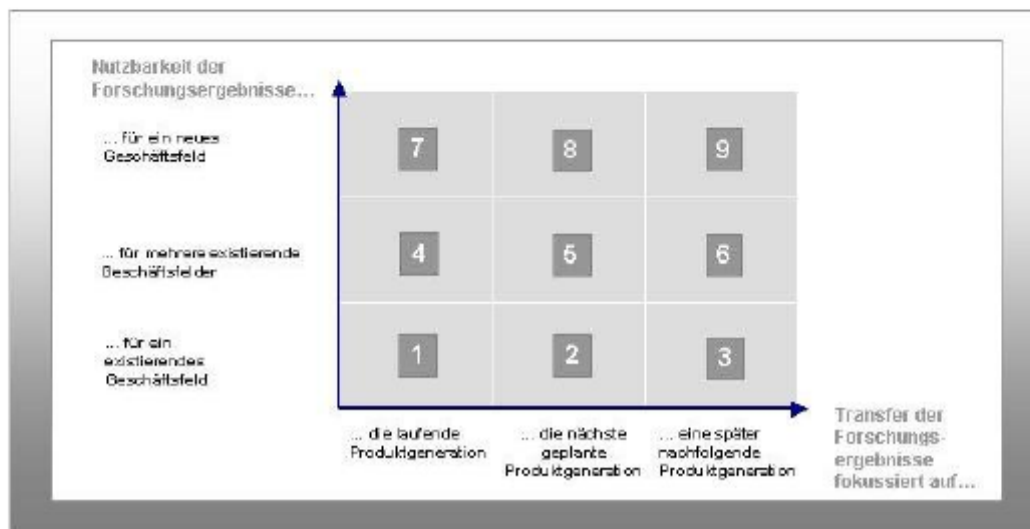 Nutzbarkeit der
Forschungsergebnisse...
... für ein neues
Geschäftsfeld
7 8 9
... für mehrere existierende
Geschäftsfelder
4 5 6
... für ein
existierendes
Geschäftsfeld
1 2 3
... die laufende
Produktgeneration
... die nächste
geplante
Produktgeneration
... eine später
nachfolgende
Produktgeneration
Transfer der
Forschungs-
ergebnisse
fokussiert auf...